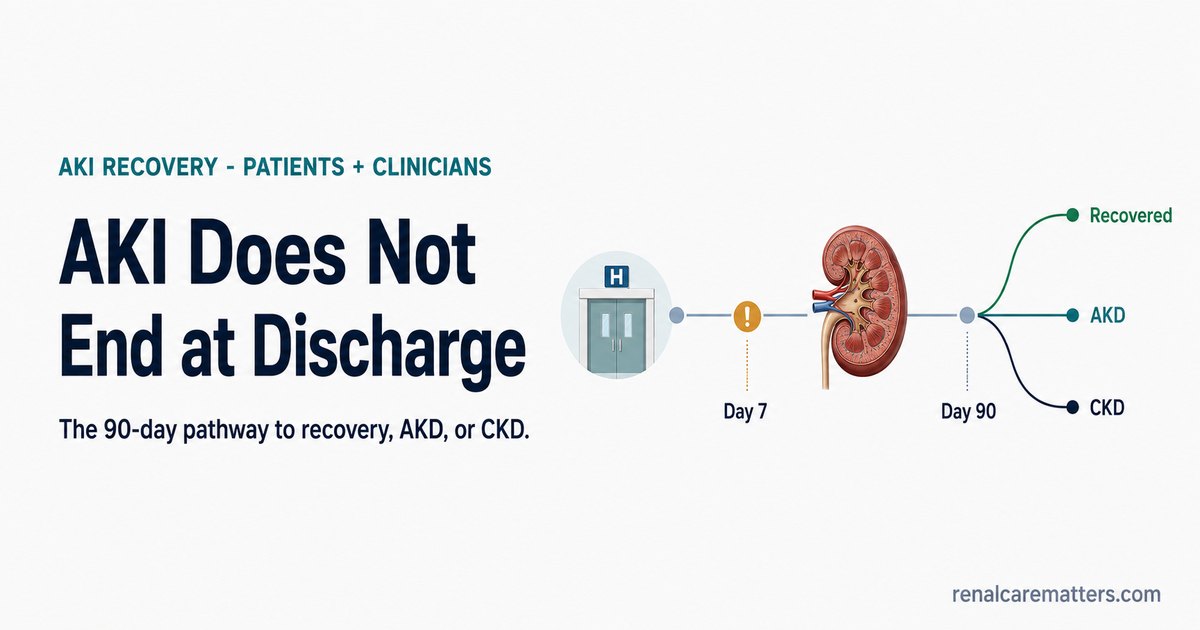 AKI RECOVERY - PATIENTS + CLINICIANS
AKI Does Not
End at Discharge
The 90-day pathway to recovery, AKD, or CKD.
H
!
Day 7
Day 90
Recovered
AKD
CKD
renalcarematters.com